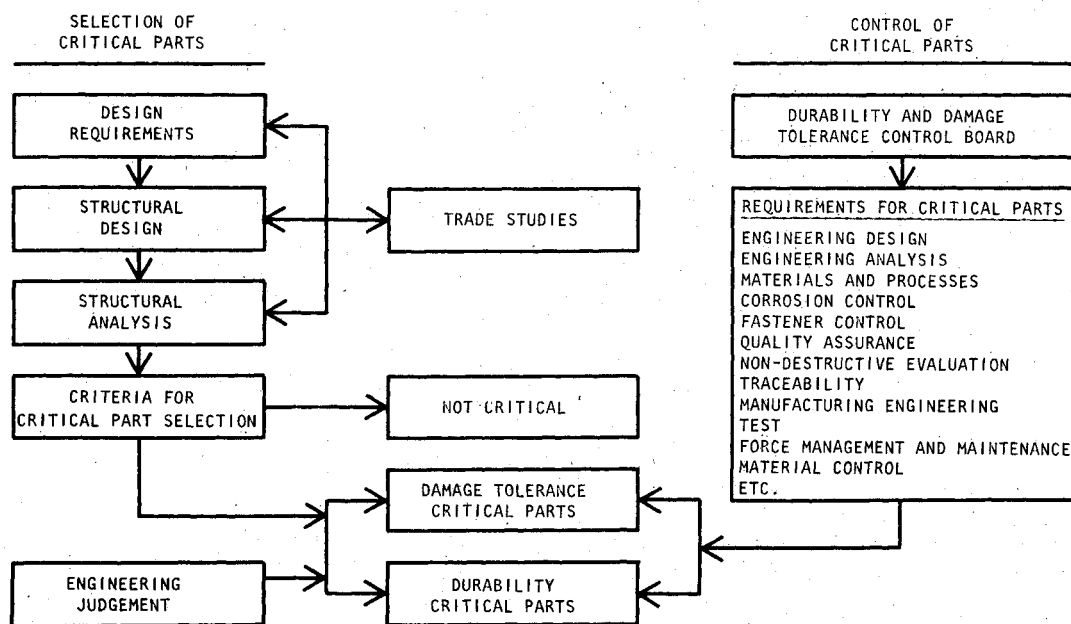 SELECTION OF
CRITICAL PARTS
DESIGN
REQUIREMENTS
STRUCTURAL
DESIGN
TRADE STUDIES
STRUCTURAL
ANALYSIS
CRITERIA FOR
CRITICAL PART SELECTION
NOT CRITICAL
DAMAGE TOLERANCE
CRITICAL PARTS
ENGINEERING
JUDGEMENT
DURABILITY
CRITICAL PARTS
CONTROL OF
CRITICAL PARTS
DURABILITY AND DAMAGE
TOLERANCE CONTROL BOARD
REQUIREMENTS FOR CRITICAL PARTS
ENGINEERING DESIGN
ENGINEERING ANALYSIS
MATERIALS AND PROCESSES
CORROSION CONTROL
FASTENER CONTROL
QUALITY ASSURANCE
NON-DESTRUCTIVE EVALUATION
TRACEABILITY
MANUFACTURING ENGINEERING
TEST
FORCE MANAGEMENT AND MAINTENANCE
MATERIAL CONTROL
ETC.